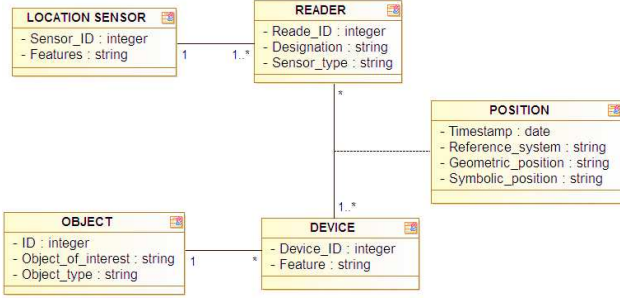 LOCATION SENSOR
- Sensor_ID : integer
- Features : string
READER
- Reade_ID : integer
- Designation : string
- Sensor_type : string
1
1..*
*
POSITION
- Timestamp : date
- Reference_system : string
- Geometric_position : string
- Symbolic_position : string
1..*
OBJECT
- ID : integer
- Object_of_interest : string
- Object_type : string
1
*
DEVICE
- Device_ID : integer
- Feature : string